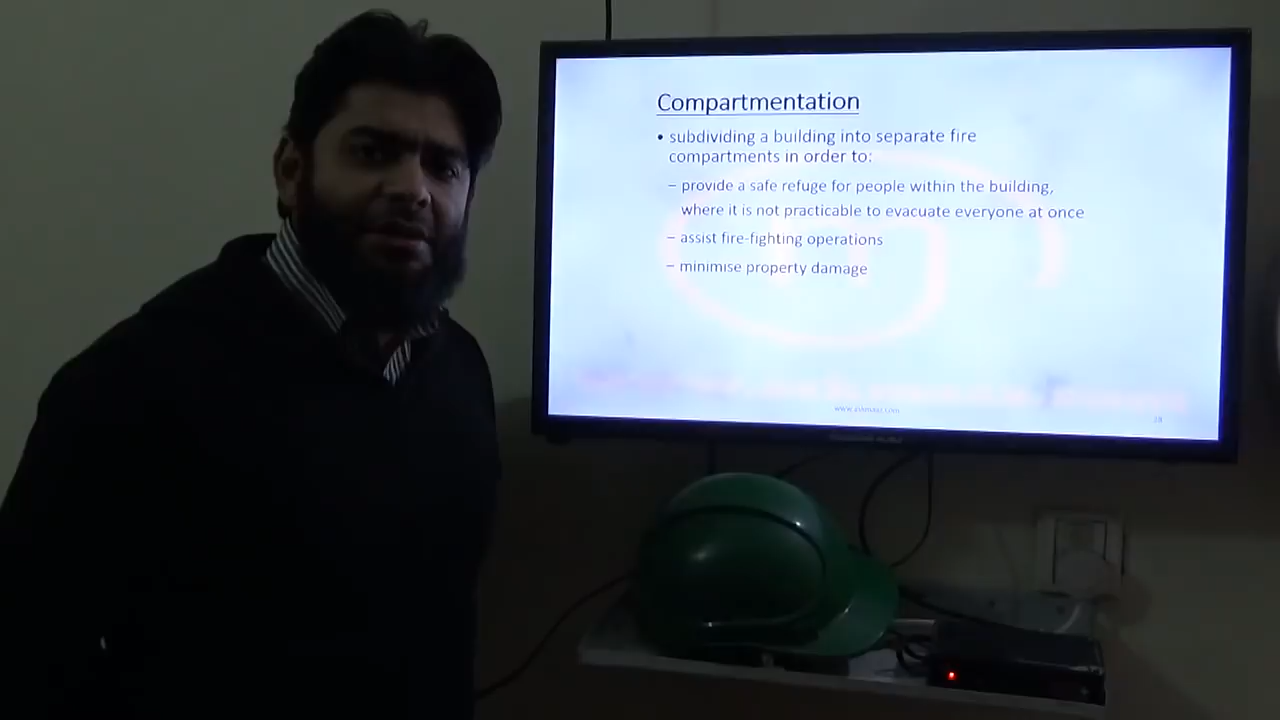 Compartmentation
• subdividing a building into separate fire
compartments in order to:
– provide a safe refuge for people within the building,
where it is not practicable to evacuate everyone at once
– assist fire-fighting operations
– minimise property damage
38